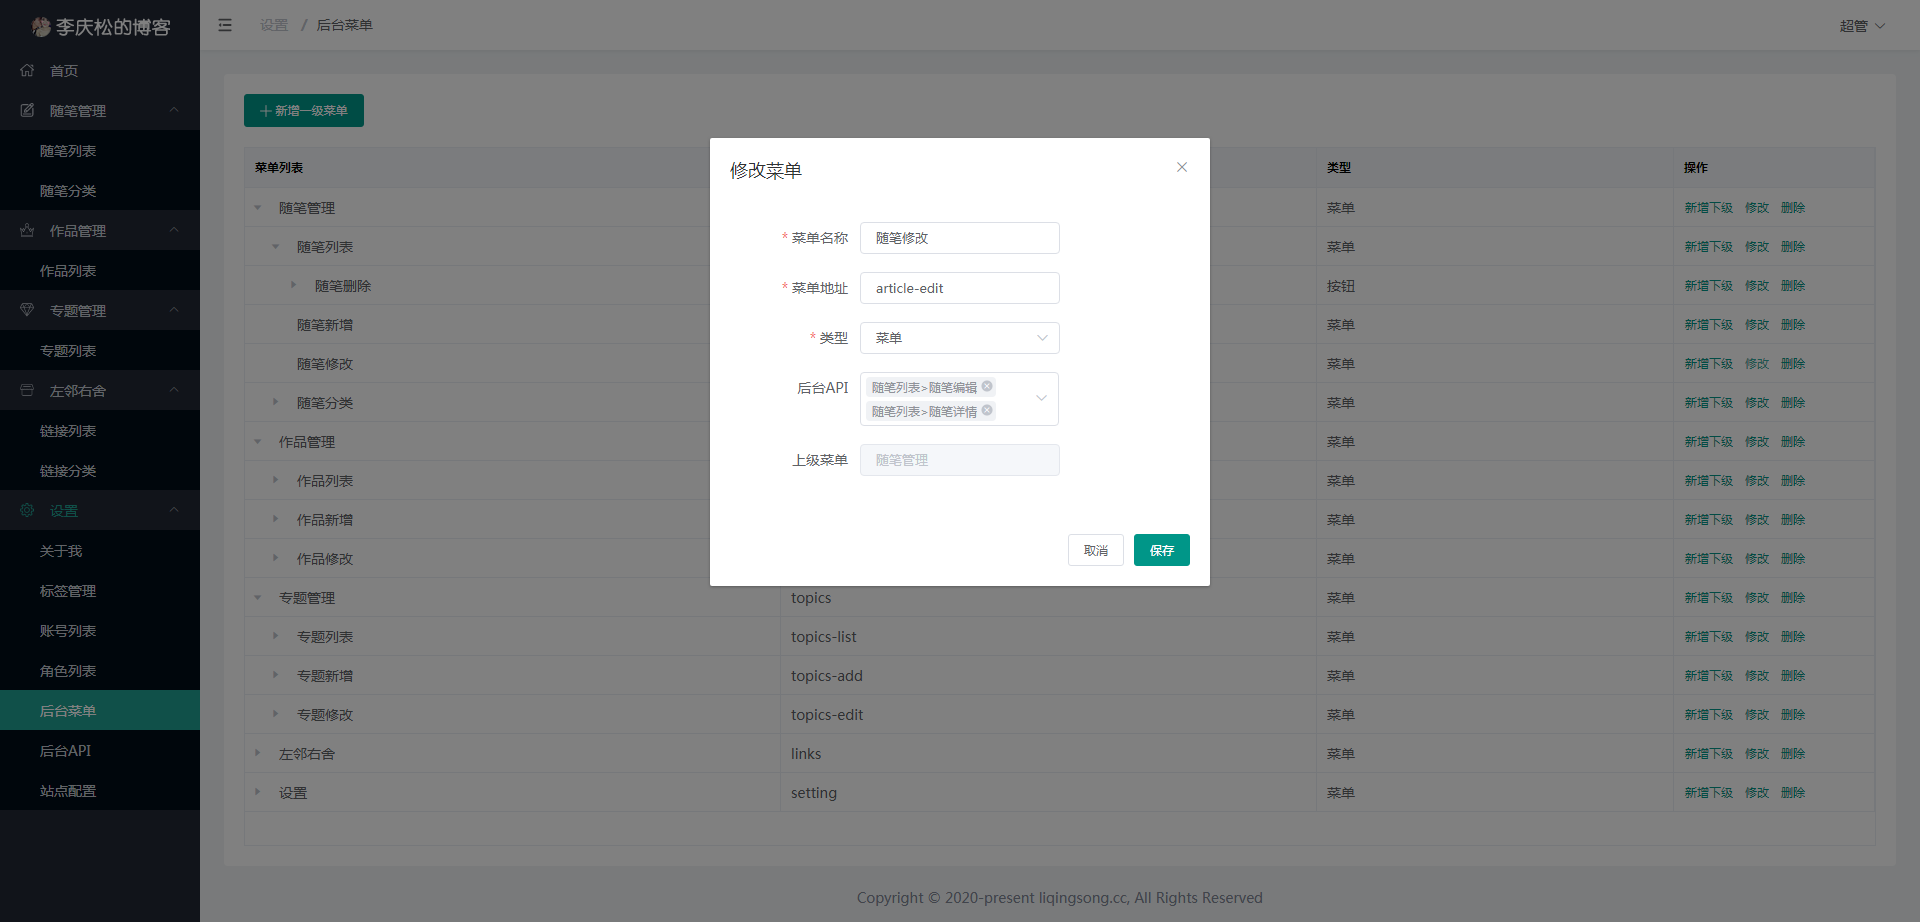 李庆松的博客
首页
随笔管理
随笔列表
随笔分类
作品管理
作品列表
专题管理
专题列表
左邻右舍
链接列表
链接分类
设置
关于我
标签管理
账号列表
角色列表
后台菜单
后台API
站点配置
设置 / 后台菜单
超管
新增一级菜单
菜单列表 类型 操作
随笔管理 菜单 新增下级 修改 删除
随笔列表 菜单 新增下级 修改 删除
随笔删除 按钮 新增下级 修改 删除
随笔新增 菜单 新增下级 修改 删除
随笔修改 菜单 新增下级 修改 删除
随笔分类 菜单 新增下级 修改 删除
作品管理 菜单 新增下级 修改 删除
作品列表 菜单 新增下级 修改 删除
作品新增 菜单 新增下级 修改 删除
作品修改 菜单 新增下级 修改 删除
专题管理 topics 菜单 新增下级 修改 删除
专题列表 topics-list 菜单 新增下级 修改 删除
专题新增 topics-add 菜单 新增下级 修改 删除
专题修改 topics-edit 菜单 新增下级 修改 删除
左邻右舍 links 菜单 新增下级 修改 删除
设置 setting 菜单 新增下级 修改 删除
修改菜单
* 菜单名称 随笔修改
* 菜单地址 article-edit
* 类型 菜单
后台API 随笔列表>随笔编辑
随笔列表>随笔详情
上级菜单 随笔管理
取消 保存
Copyright © 2020-present liqingsong.cc, All Rights Reserved